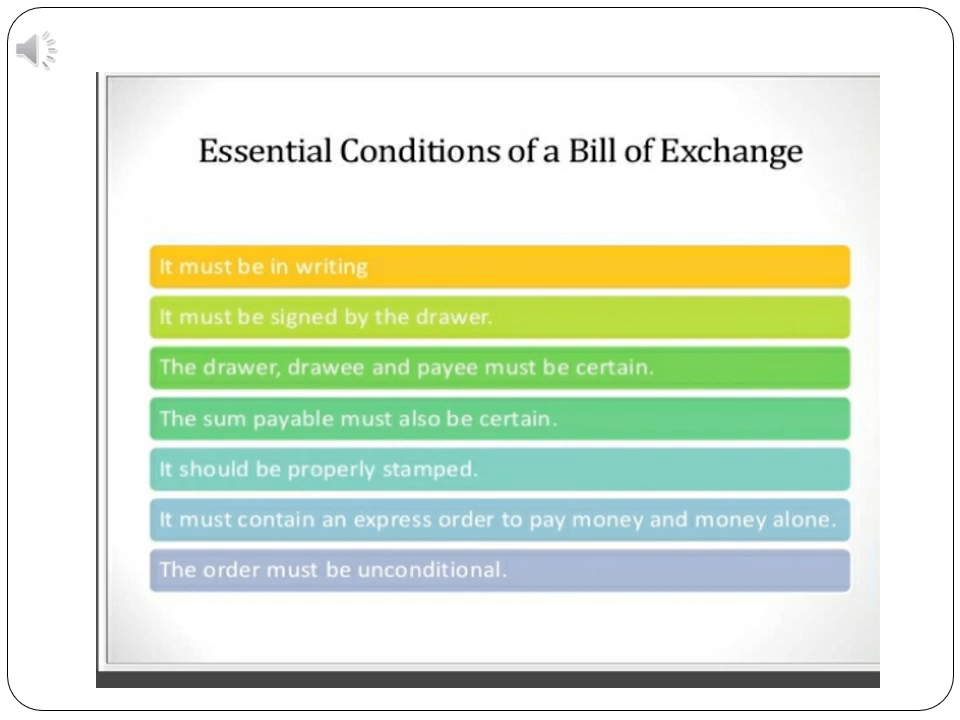 Essential Conditions of a Bill of Exchange
It must be in writing
It must be signed by the drawer.
The drawer, drawee and payee must be certain.
The sum payable must also be certain.
It should be properly stamped.
It must contain an express order to pay money and money alone.
The order must be unconditional.